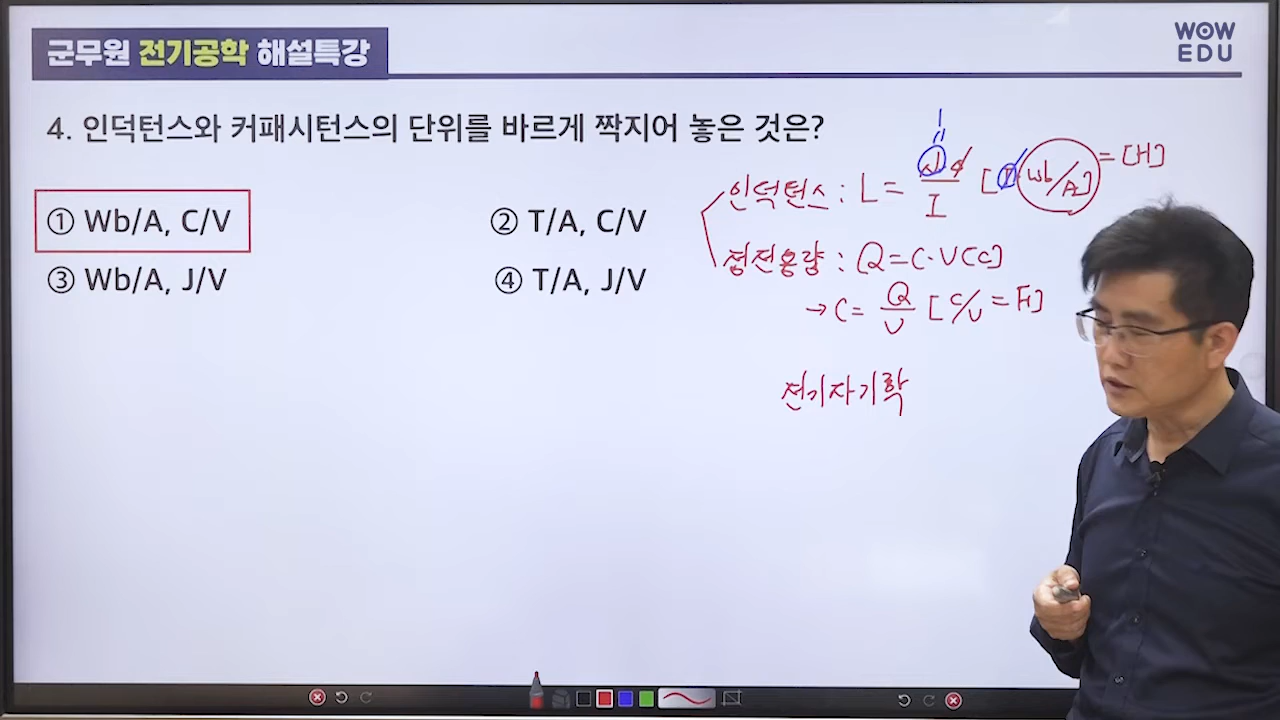 군무원 전기공학 해설특강
WOW
EDU
4. 인덕턴스와 커패시턴스의 단위를 바르게 짝지어 놓은 것은?
① Wb/A, C/V
② T/A, C/V
③ Wb/A, J/V
④ T/A, J/V
1
=
인덕턴스 : L = Nφ/I [T·Wb/A] = [H]
정전용량 : Q=C·V[C]
→ C = Q/V [C/V = F]
전기자기학